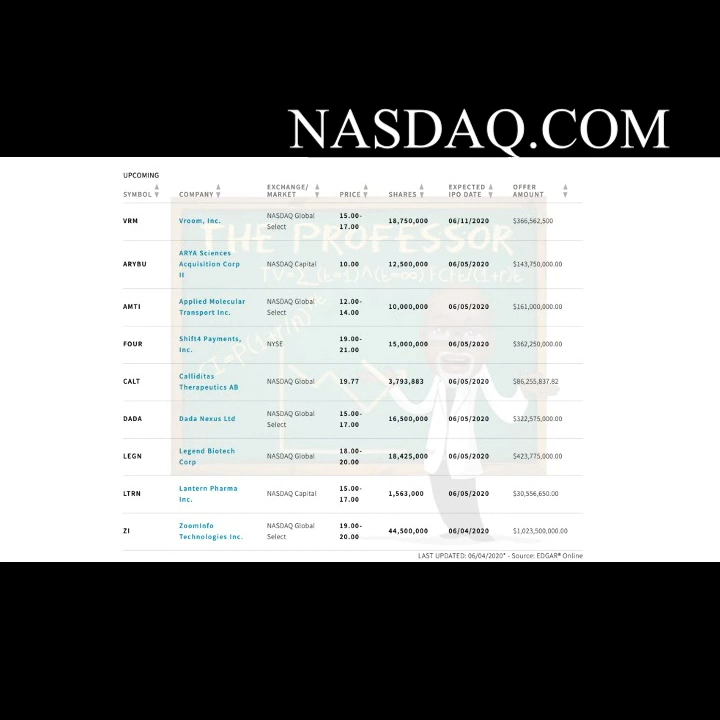 NASDAQ.COM
UPCOMING
SYMBOL COMPANY EXCHANGE/ MARKET PRICE SHARES EXPECTED IPO DATE OFFER AMOUNT
VRM Vroom, Inc. NASDAQ Global Select 15.00-17.00 18,750,000 06/11/2020 $366,562,500
ARYBU ARYA Sciences Acquisition Corp II NASDAQ Capital 10.00 12,500,000 06/05/2020 $143,750,000.00
AMTI Applied Molecular Transport Inc. NASDAQ Global Select 12.00-14.00 10,000,000 06/05/2020 $161,000,000.00
FOUR Shift4 Payments, Inc. NYSE 19.00-21.00 15,000,000 06/05/2020 $362,250,000.00
CALT Calliditas Therapeutics AB NASDAQ Global 19.77 3,793,883 06/05/2020 $86,255,837.82
DADA Dada Nexus Ltd NASDAQ Global Select 15.00-17.00 16,500,000 06/05/2020 $322,575,000.00
LEGN Legend Biotech Corp NASDAQ Global 18.00-20.00 18,425,000 06/05/2020 $423,775,000.00
LTRN Lantern Pharma Inc. NASDAQ Capital 15.00-17.00 1,563,000 06/05/2020 $30,556,650.00
ZI ZoomInfo Technologies Inc. NASDAQ Global Select 19.00-20.00 44,500,000 06/04/2020 $1,023,500,000.00
LAST UPDATED: 06/04/2020* - Source: EDGAR® Online
THE PROFESSOR